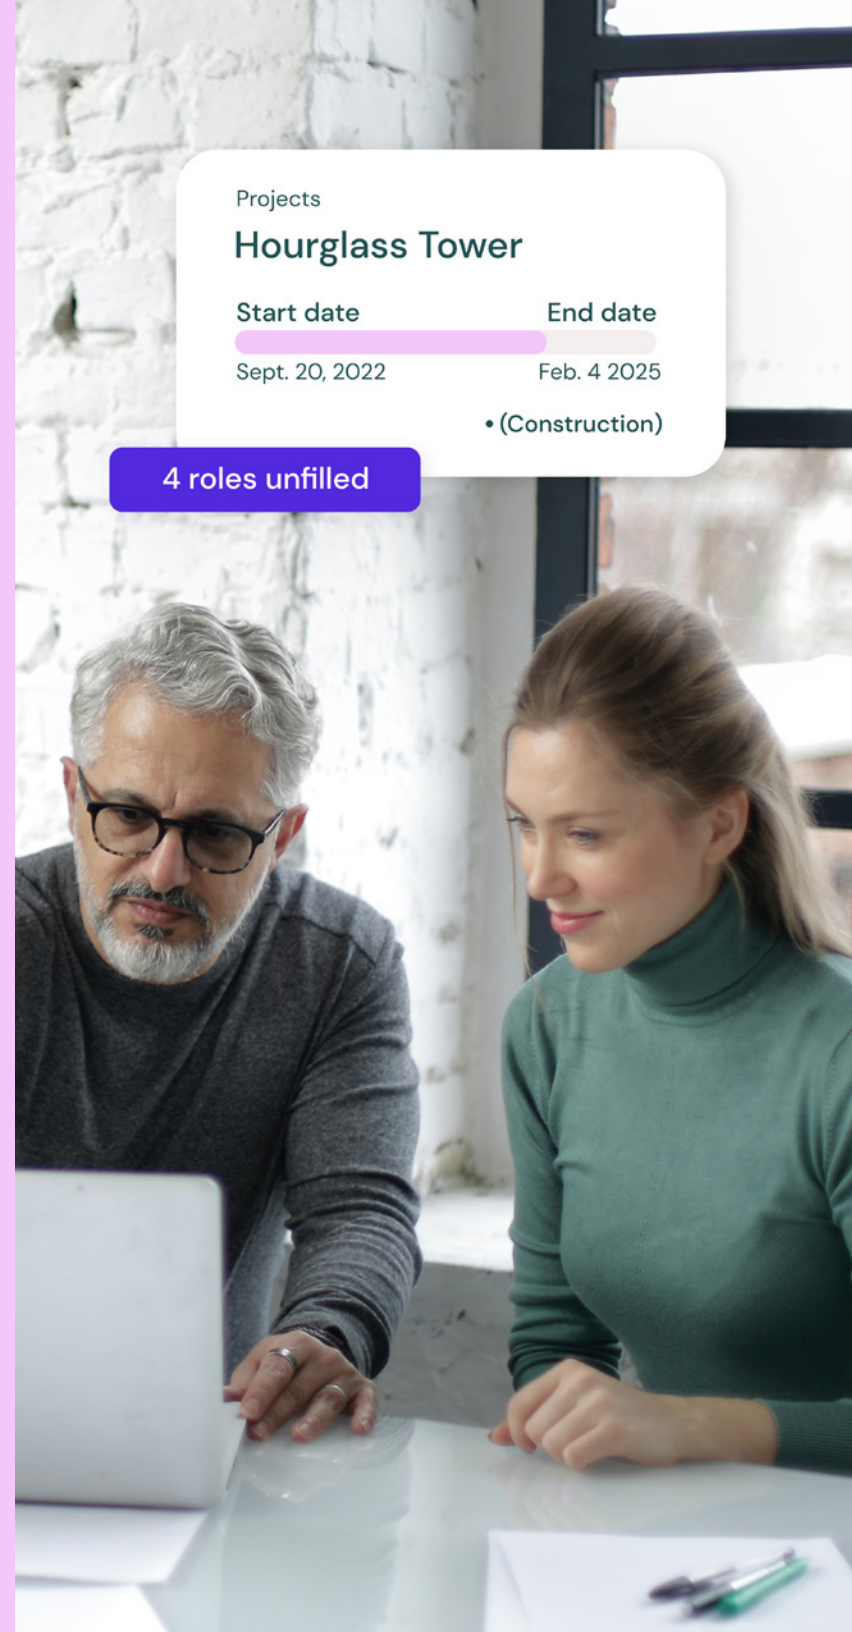 Projects
Hourglass Tower
Start date End date
Sept. 20, 2022 Feb. 4 2025
• (Construction)
4 roles unfilled